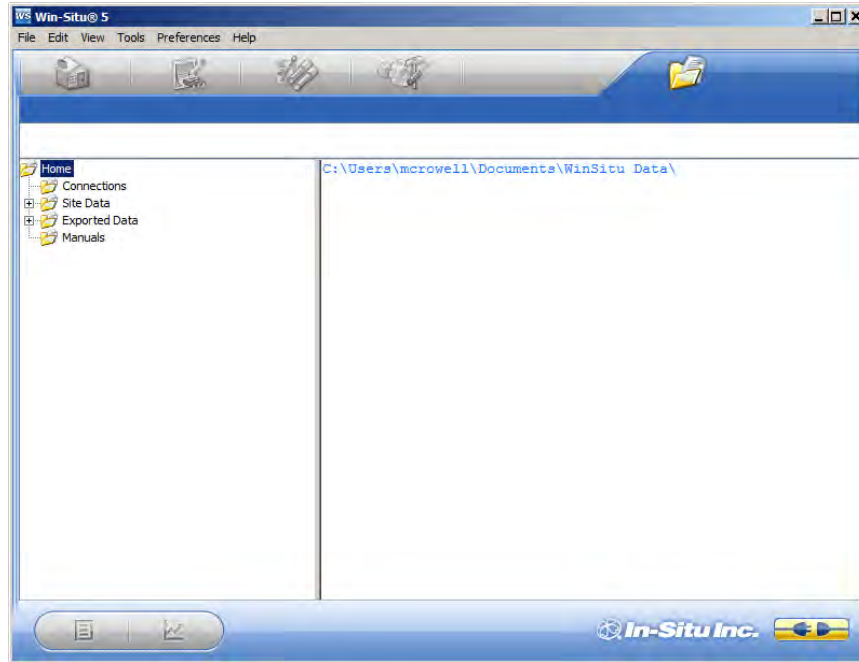 WS Win-Situ® 5
File Edit View Tools Preferences Help
Home
Connections
Site Data
Exported Data
Manuals
C:\Users\mcrowell\Documents\WinSitu Data\
In-Situ Inc.